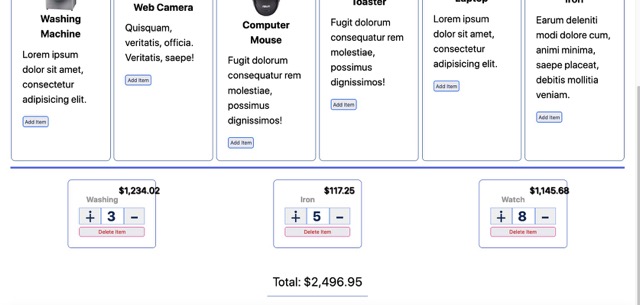 Washing
Machine
Lorem ipsum
dolor sit amet,
consectetur
adipisicing elit.
Add Item
Web Camera
Quisquam,
veritatis, officia.
Veritatis, saepe!
Add Item
Computer
Mouse
Fugit dolorum
consequatur rem
molestiae,
possimus
dignissimos!
Add Item
Toaster
Fugit dolorum
consequatur rem
molestiae,
possimus
dignissimos!
Add Item
Laptop
Lorem ipsum
dolor sit amet,
consectetur
adipisicing elit.
Add Item
Iron
Earum deleniti
modi dolore cum,
animi minima,
saepe placeat,
debitis mollitia
veniam.
Add Item
$1,234.02
Washing
+ 3 -
Delete Item
$117.25
Iron
+ 5 -
Delete Item
$1,145.68
Watch
+ 8 -
Delete Item
Total: $2,496.95